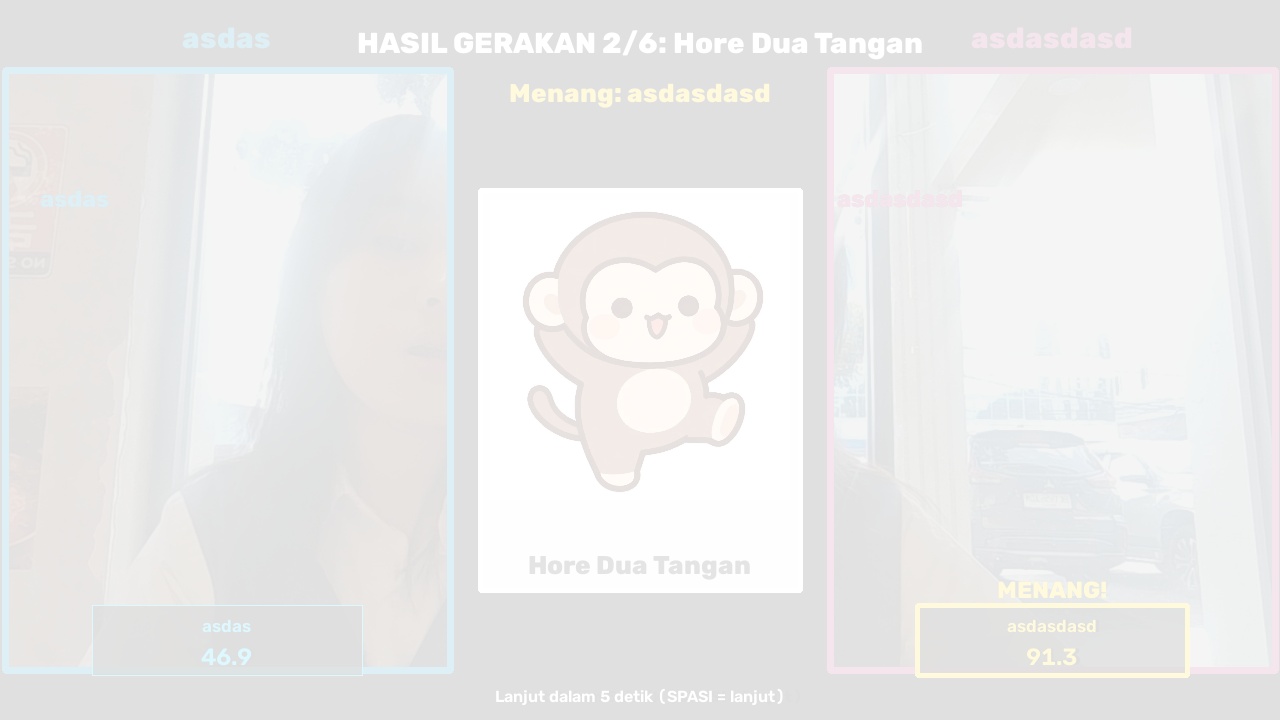 asdas
HASIL GERAKAN 2/6: Hore Dua Tangan
asdasdasd
Menang: asdasdasd
asdas
asdasdasd
Hore Dua Tangan
MENANG!
asdas
46.9
asdasdasd
91.3
Lanjut dalam 5 detik (SPASI = lanjut)